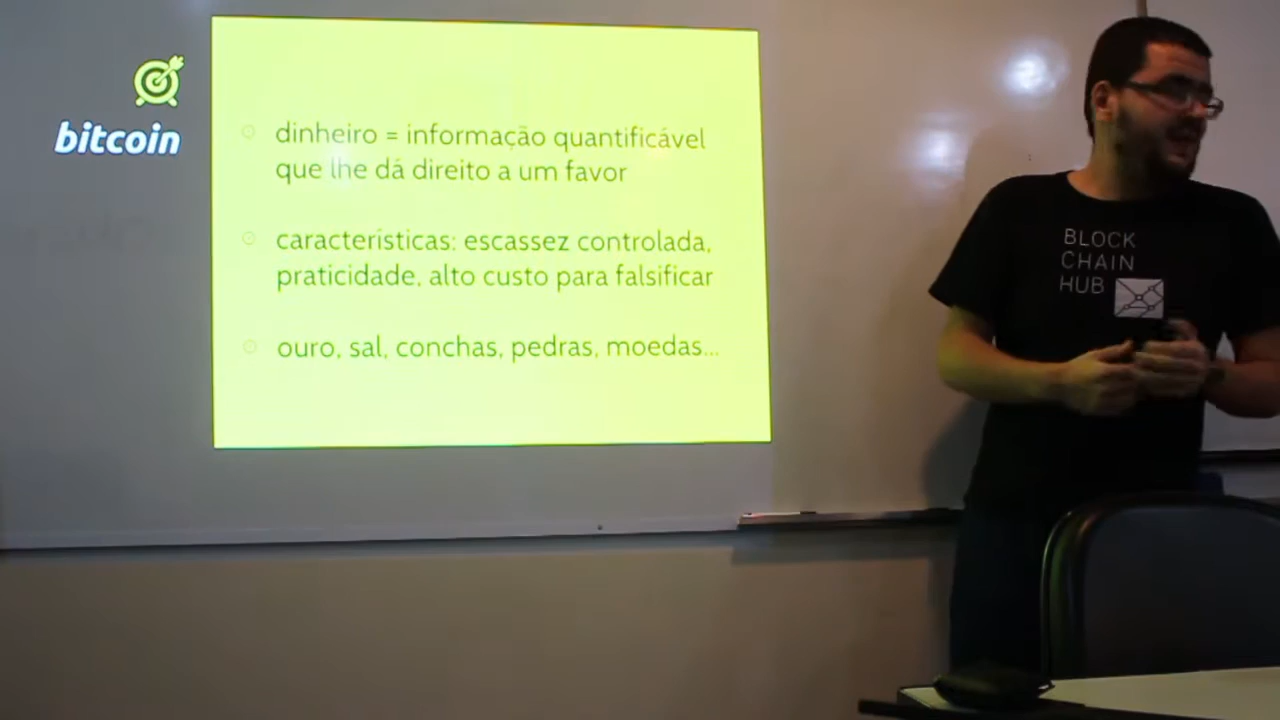 bitcoin
dinheiro = informação quantificável
que lhe dá direito a um favor
características: escassez controlada,
praticidade, alto custo para falsificar
ouro, sal, conchas, pedras, moedas...
BLOCK
CHAIN
HUB